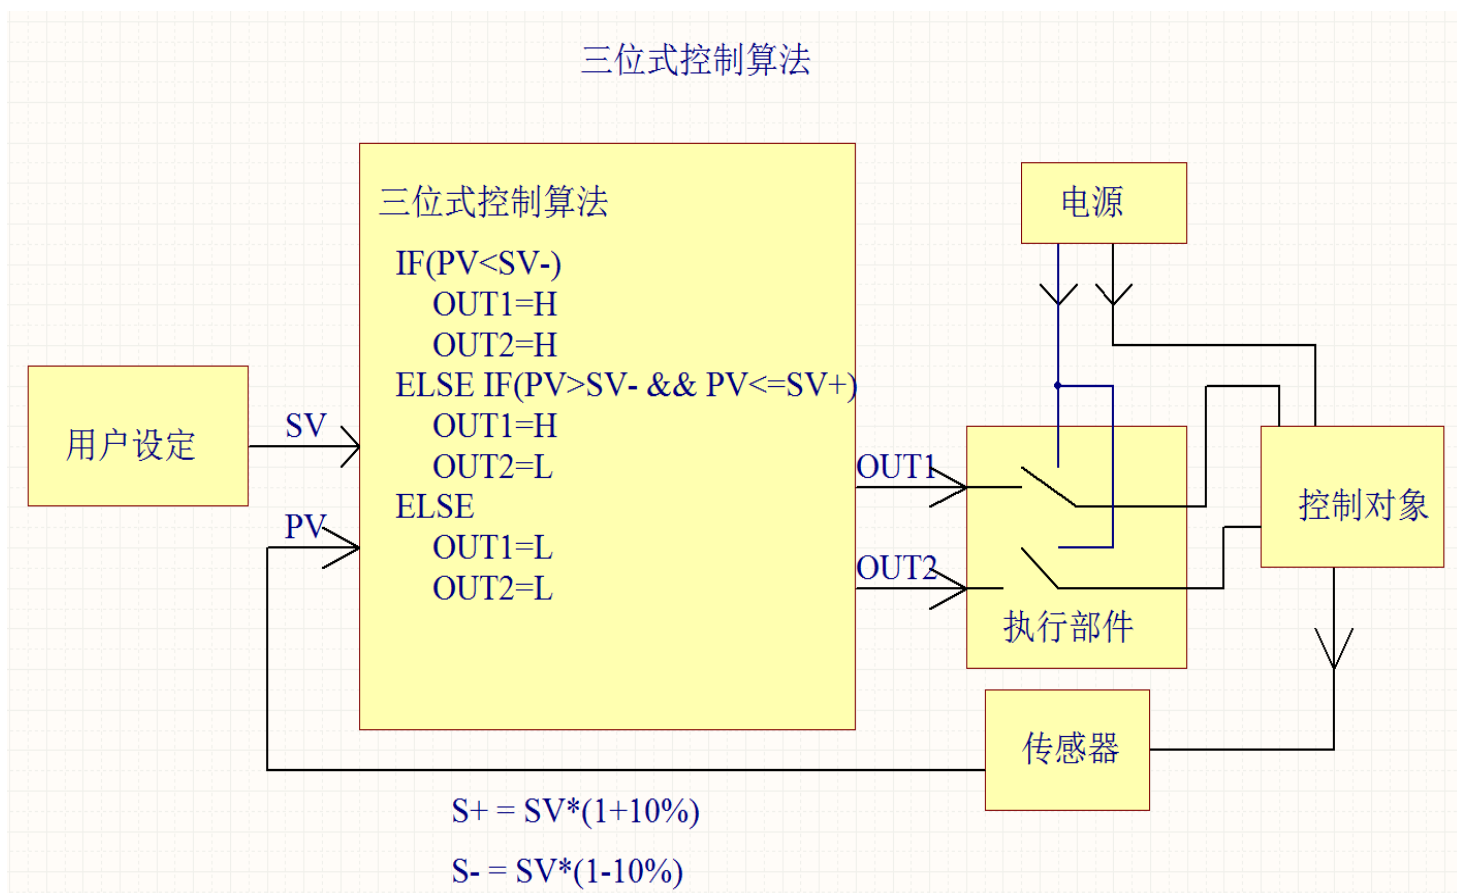 三位式控制算法
三位式控制算法
IF(PV<SV-)
OUT1=H
OUT2=H
ELSE IF(PV>SV- && PV<=SV+)
OUT1=H
OUT2=L
ELSE
OUT1=L
OUT2=L
用户设定
SV
PV
OUT1
OUT2
电源
执行部件
控制对象
传感器
S+ = SV*(1+10%)
S- = SV*(1-10%)